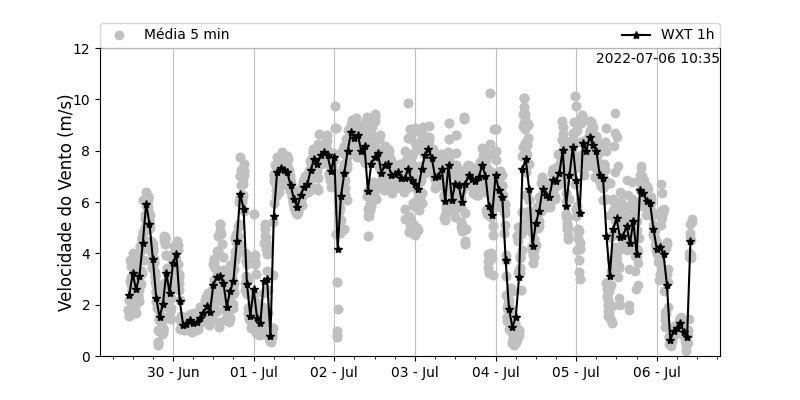 Média 5 min
WXT 1h
2022-07-06 10:35
Velocidade do Vento (m/s)
12
10
8
6
4
2
0
30 - Jun
01 - Jul
02 - Jul
03 - Jul
04 - Jul
05 - Jul
06 - Jul